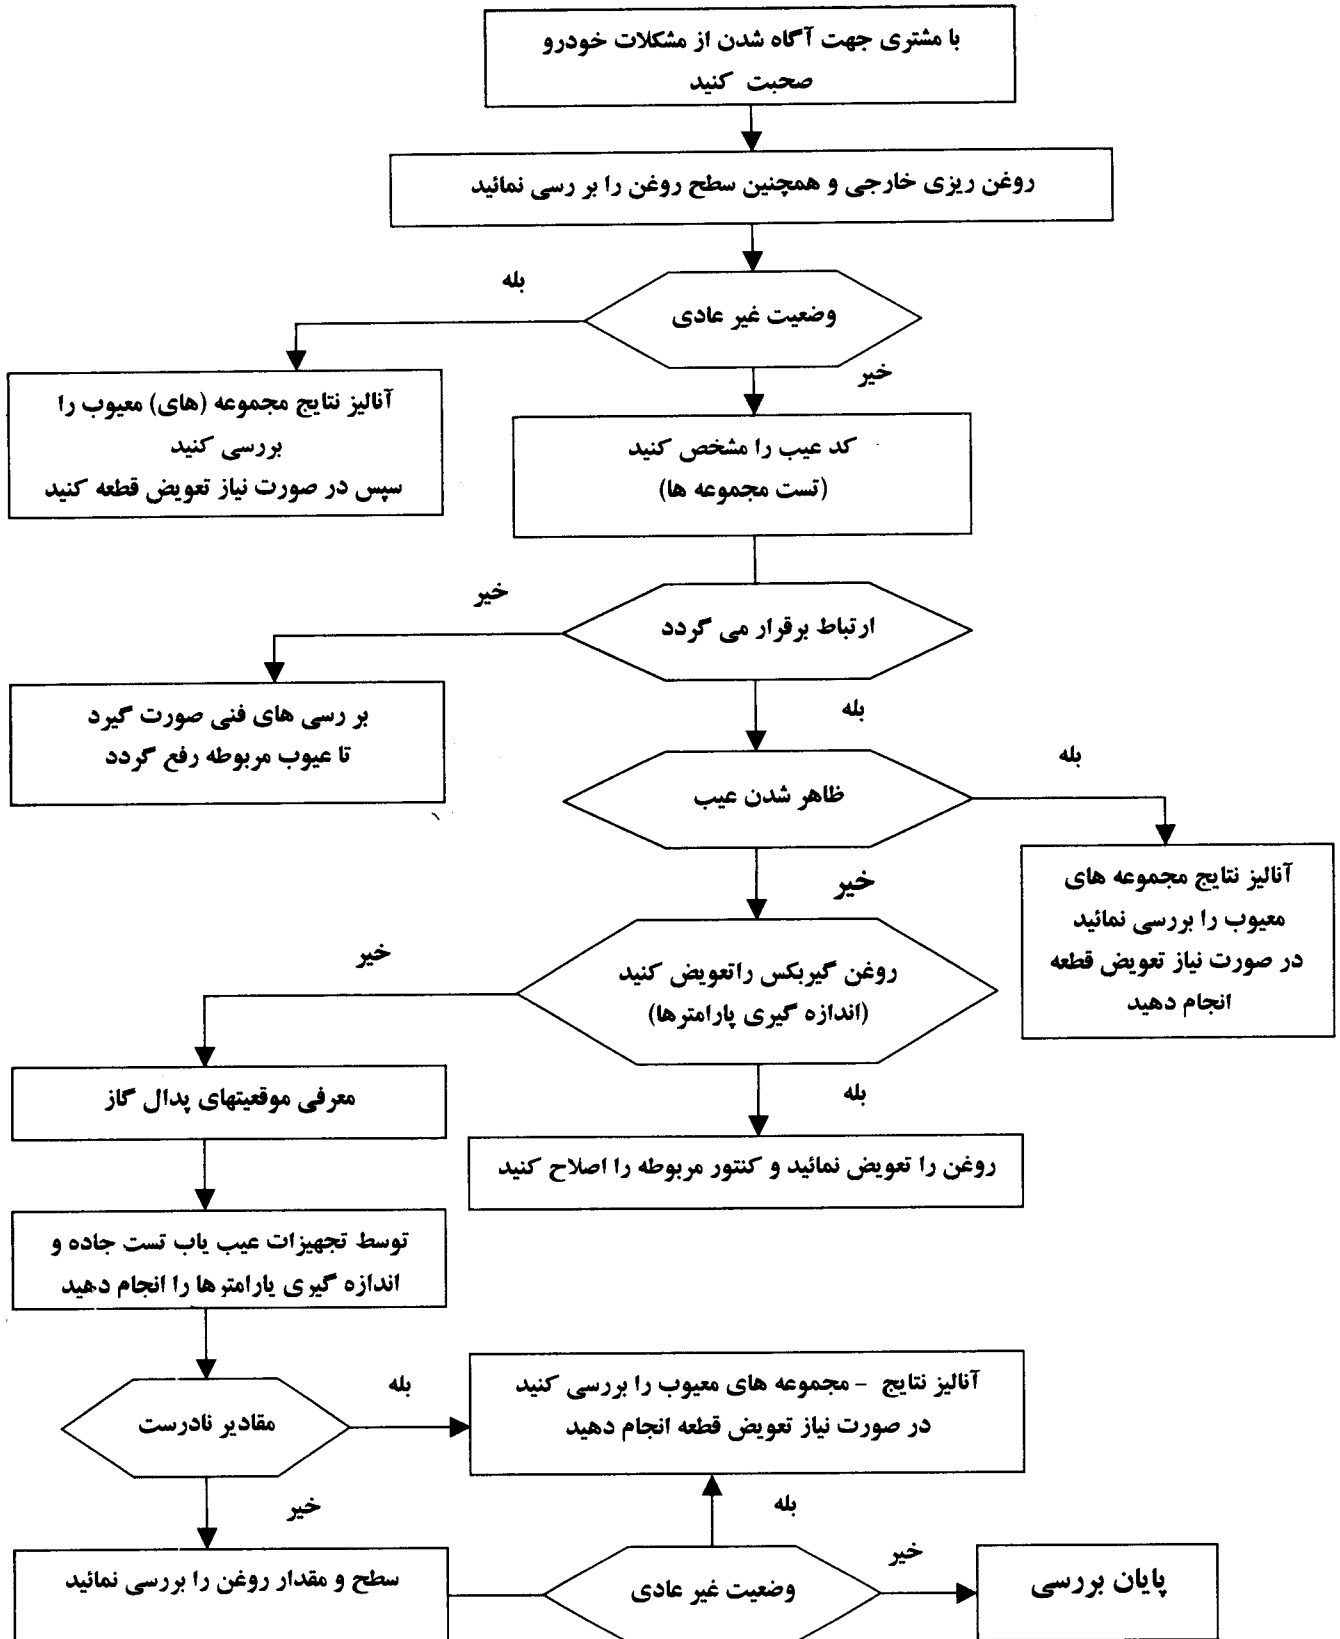 با مشتری جهت آگاه شدن از مشکلات خودرو
صحبت کنید
روغن ریزی خارجی و همچنین سطح روغن را بر رسی نمائید
بله
وضعیت غیر عادی
خیر
آنالیز نتایج مجموعه (های) معیوب را
بررسی کنید
سپس در صورت نیاز تعویض قطعه کنید
کد عیب را مشخص کنید
(تست مجموعه ها)
خیر
ارتباط برقرار می گردد
بر رسی های فنی صورت گیرد
تا عیوب مربوطه رفع گردد
بله
ظاهر شدن عیب
بله
آنالیز نتایج مجموعه های
معیوب را بررسی نمائید
در صورت نیاز تعویض قطعه
انجام دهید
خیر
روغن گیربکس راتعویض کنید
(اندازه گیری پارامترها)
خیر
بله
معرفی موقعیتهای پدال گاز
روغن را تعویض نمائید و کنتور مربوطه را اصلاح کنید
توسط تجهیزات عیب یاب تست جاده و
اندازه گیری پارامترها را انجام دهید
مقادیر نادرست
بله
آنالیز نتایج - مجموعه های معیوب را بررسی کنید
در صورت نیاز تعویض قطعه انجام دهید
خیر
بله
سطح و مقدار روغن را بررسی نمائید
وضعیت غیر عادی
خیر
پایان بررسی